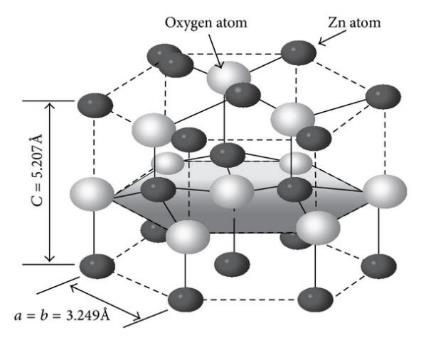 Oxygen atom
Zn atom
C = 5.207Å
a = b = 3.249Å